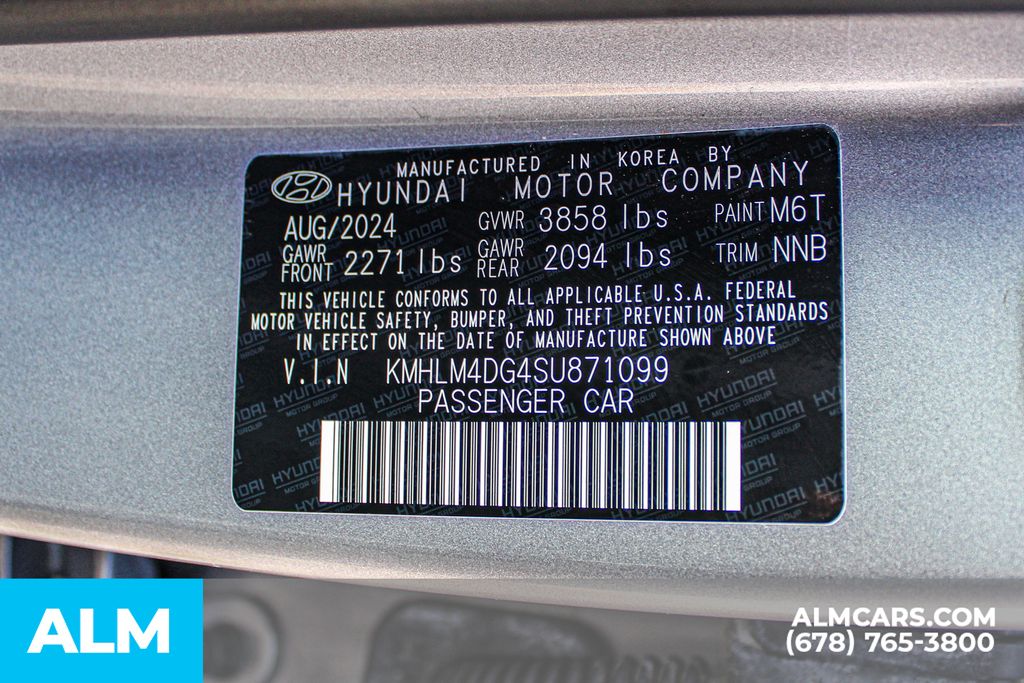 MANUFACTURED IN KOREA BY
HYUNDAI MOTOR COMPANY
AUG/2024 GVWR 3858 lbs PAINT M6T
GAWR FRONT 2271 lbs GAWR REAR 2094 lbs TRIM NNB
THIS VEHICLE CONFORMS TO ALL APPLICABLE U.S.A. FEDERAL
MOTOR VEHICLE SAFETY, BUMPER, AND THEFT PREVENTION STANDARDS
IN EFFECT ON THE DATE OF MANUFACTURE SHOWN ABOVE
V.I.N KMHLM4DG4SU871099
PASSENGER CAR
HYUNDAI
MOTOR GROUP
ALM
ALMCARS.COM
(678) 765-3800